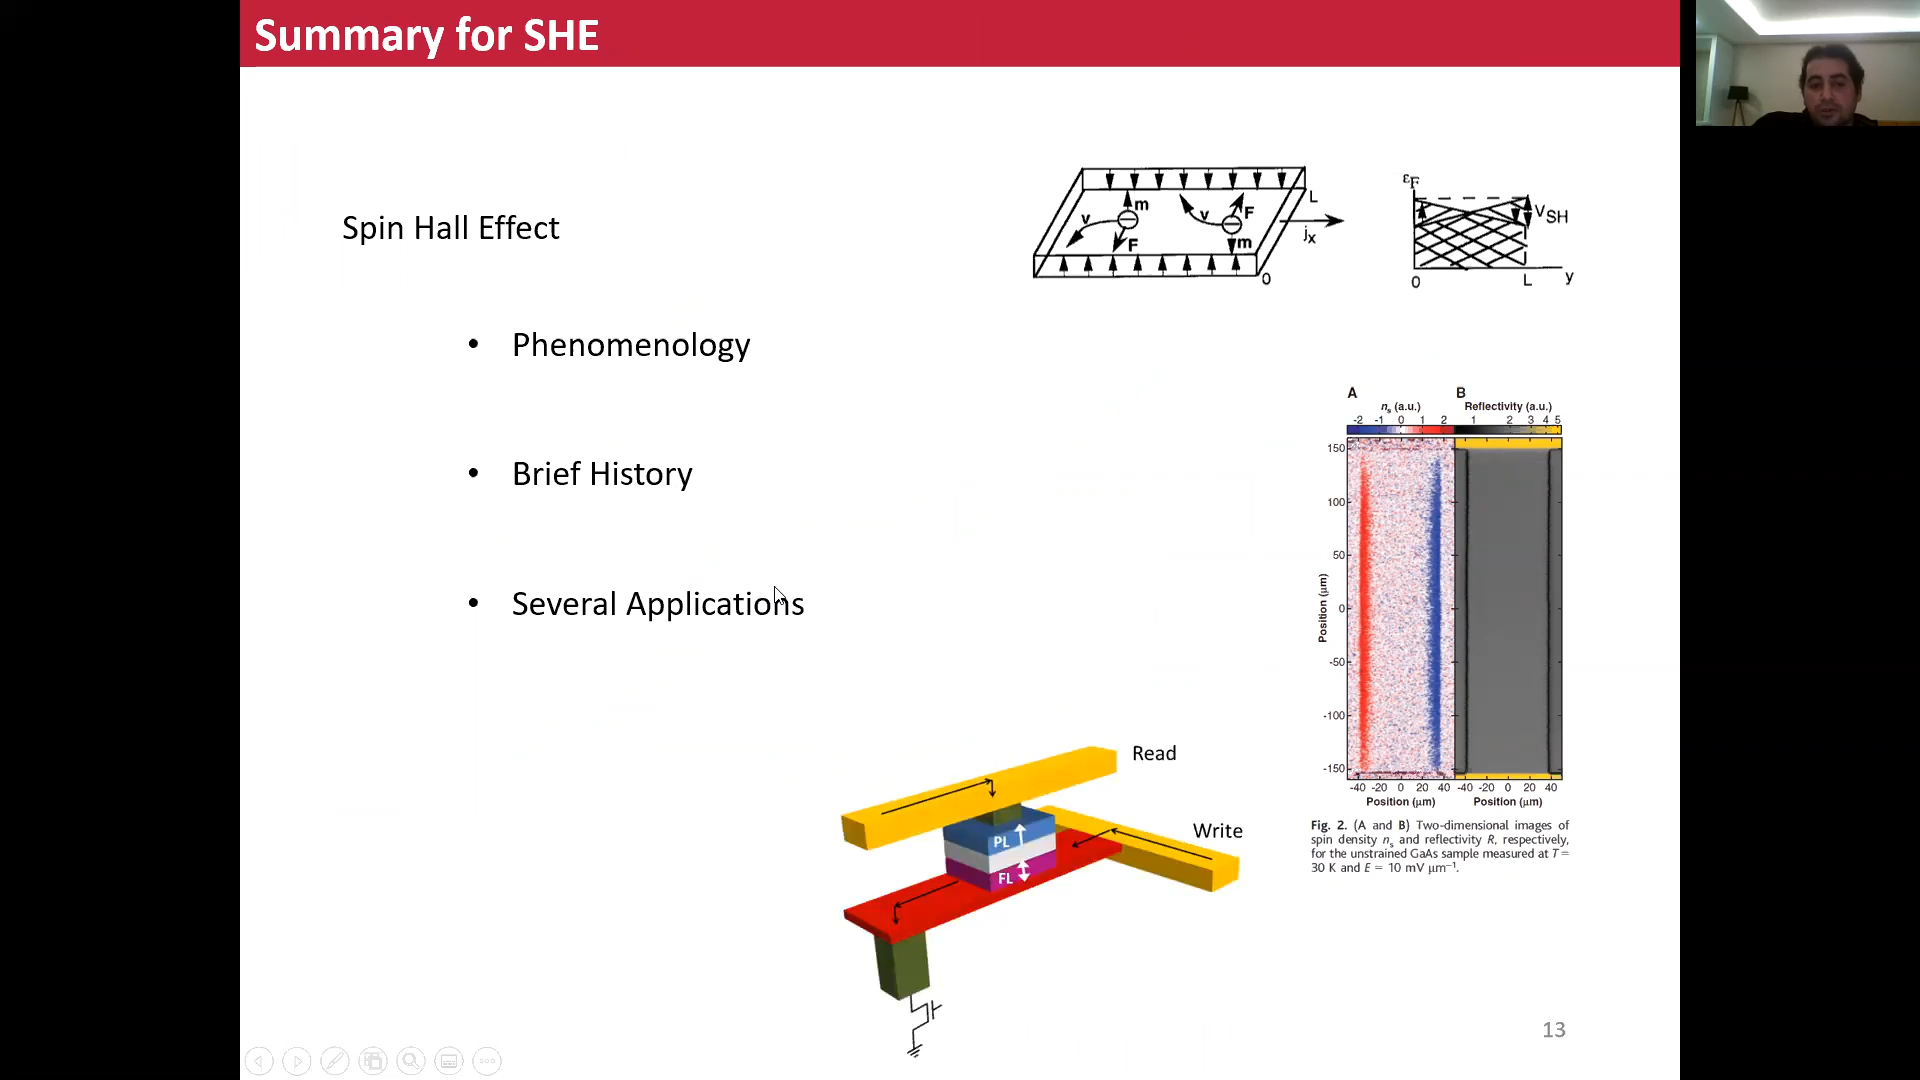 Summary for SHE
Spin Hall Effect
• Phenomenology
• Brief History
• Several Applications
L
v
m
F
v
F
m
jx
0
εF
VSH
0
L
y
A
B
ns (a.u.)
Reflectivity (a.u.)
-2 -1 0 1 2
1 2 3 4 5
150
100
50
0
-50
-100
-150
Position (μm)
-40 -20 0 20 40
-40 -20 0 20 40
Position (μm)
Position (μm)
Fig. 2. (A and B) Two-dimensional images of
spin density ns and reflectivity R, respectively,
for the unstrained GaAs sample measured at T =
30 K and E = 10 mV μm⁻¹.
Read
Write
PL
FL
13